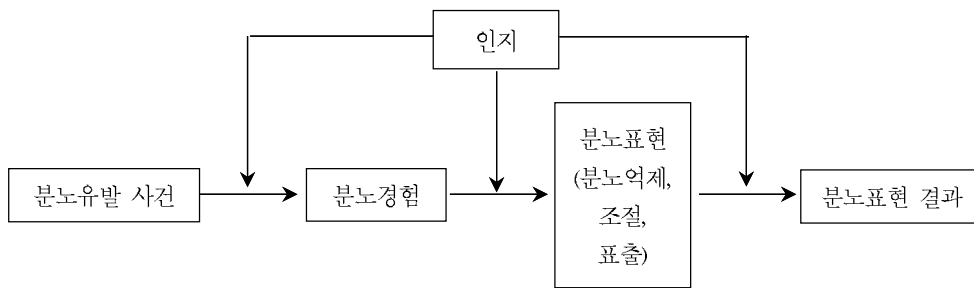 인지
분노유발 사건
분노경험
분노표현
(분노억제,
조절,
표출)
분노표현 결과